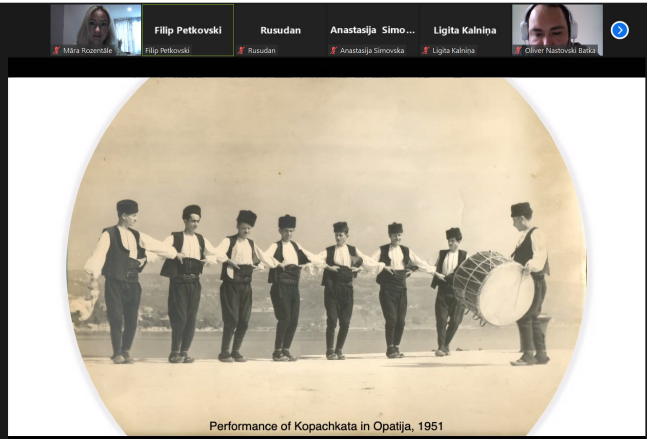 Filip Petkovski
Rusudan
Anastasija Simo...
Ligita Kalniņa
Māra Rozentāle
Filip Petkovski
Rusudan
Anastasija Simovska
Ligita Kalniņa
Oliver Nastovski Batka
Performance of Kopachkata in Opatija, 1951